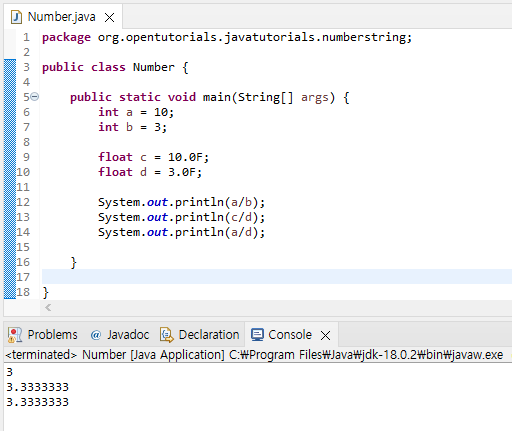 Number.java
1 package org.opentutorials.javatutorials.numberstring;
2
3 public class Number {
4
5 public static void main(String[] args) {
6 int a = 10;
7 int b = 3;
8
9 float c = 10.0F;
10 float d = 3.0F;
11
12 System.out.println(a/b);
13 System.out.println(c/d);
14 System.out.println(a/d);
15
16 }
17
18 }
Problems @ Javadoc Declaration Console
<terminated> Number [Java Application] C:₩Program Files₩Java₩jdk-18.0.2₩bin₩javaw.exe
3
3.3333333
3.3333333